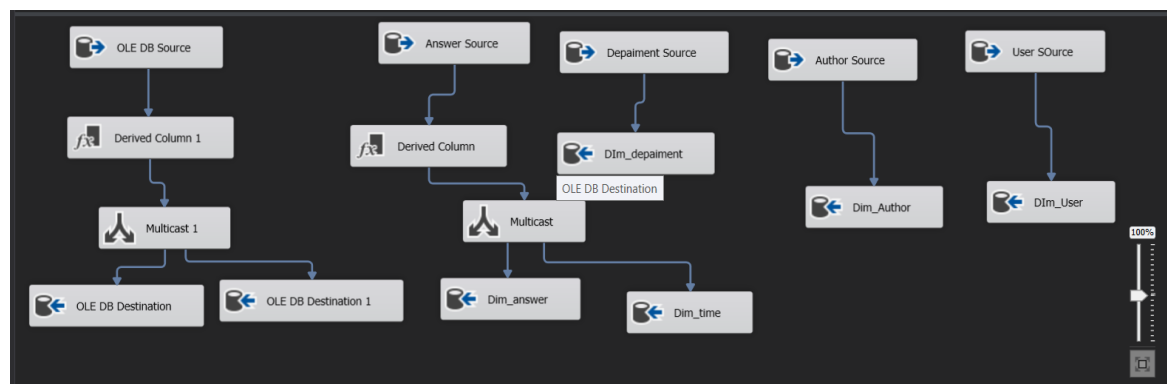 OLE DB Source
Answer Source
Depaiment Source
Author Source
User SOurce
Derived Column 1
Derived Column
DIm_depaiment
OLE DB Destination
Multicast 1
Multicast
Dim_Author
DIm_User
100%
OLE DB Destination
OLE DB Destination 1
Dim_answer
Dim_time